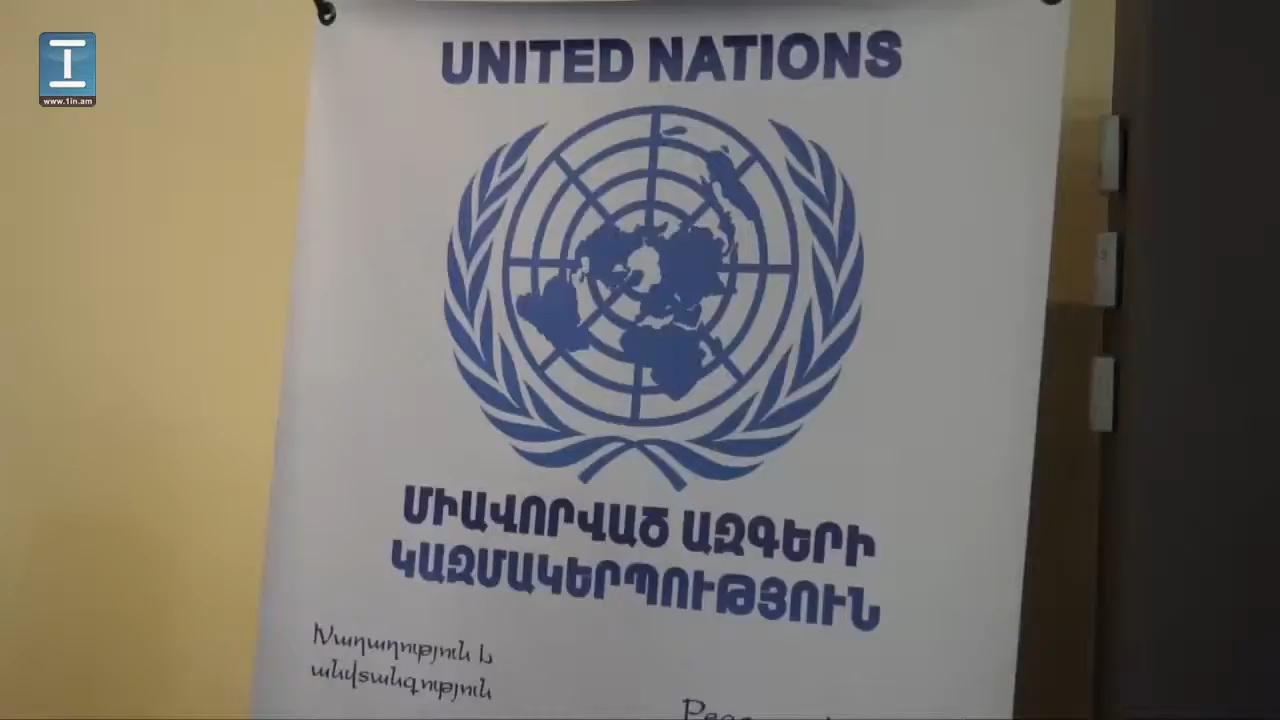 I
www.1in.am
UNITED NATIONS
ՄԻԱՎՈՐՎԱԾ ԱԶԳԵՐԻ
ԿԱԶՄԱԿԵՐՊՈՒԹՅՈՒՆ
Խաղաղություն և
անվտանգություն